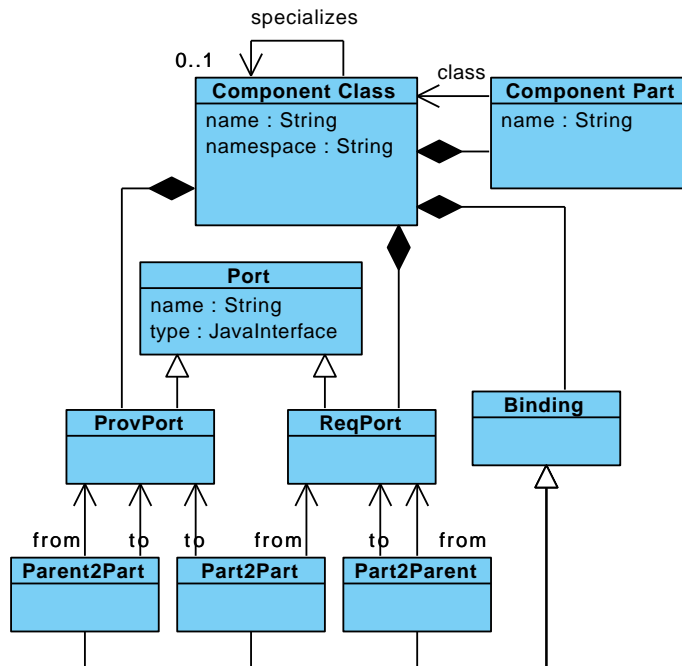 specializes
0..1
class
Component Class
name : String
namespace : String
Component Part
name : String
Port
name : String
type : JavaInterface
ProvPort
ReqPort
Binding
from
to
to
from
to
from
Parent2Part
Part2Part
Part2Parent